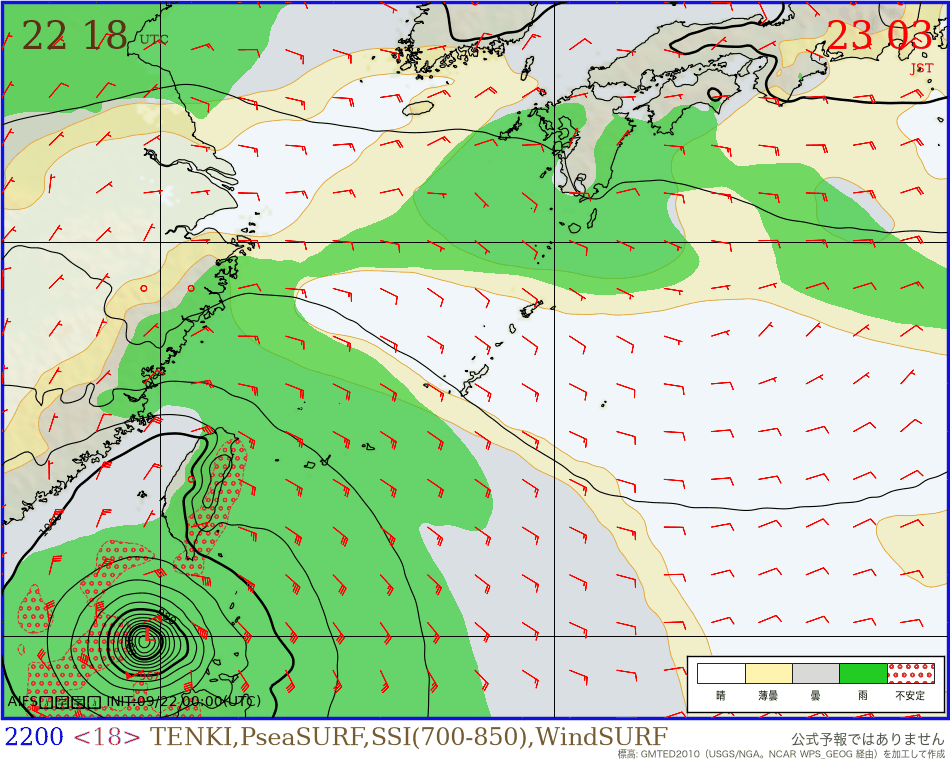 22 18 UTC
23 03
JST
1000
晴 薄曇 曇 雨 不安定
INIT:09/22 00:00(UTC)
2200 <18> TENKI,PseaSURF,SSI(700-850),WindSURF
公式予報ではありません
標高: GMTED2010（USGS/NGA。NCAR WPS_GEOG 経由）を加工して作成